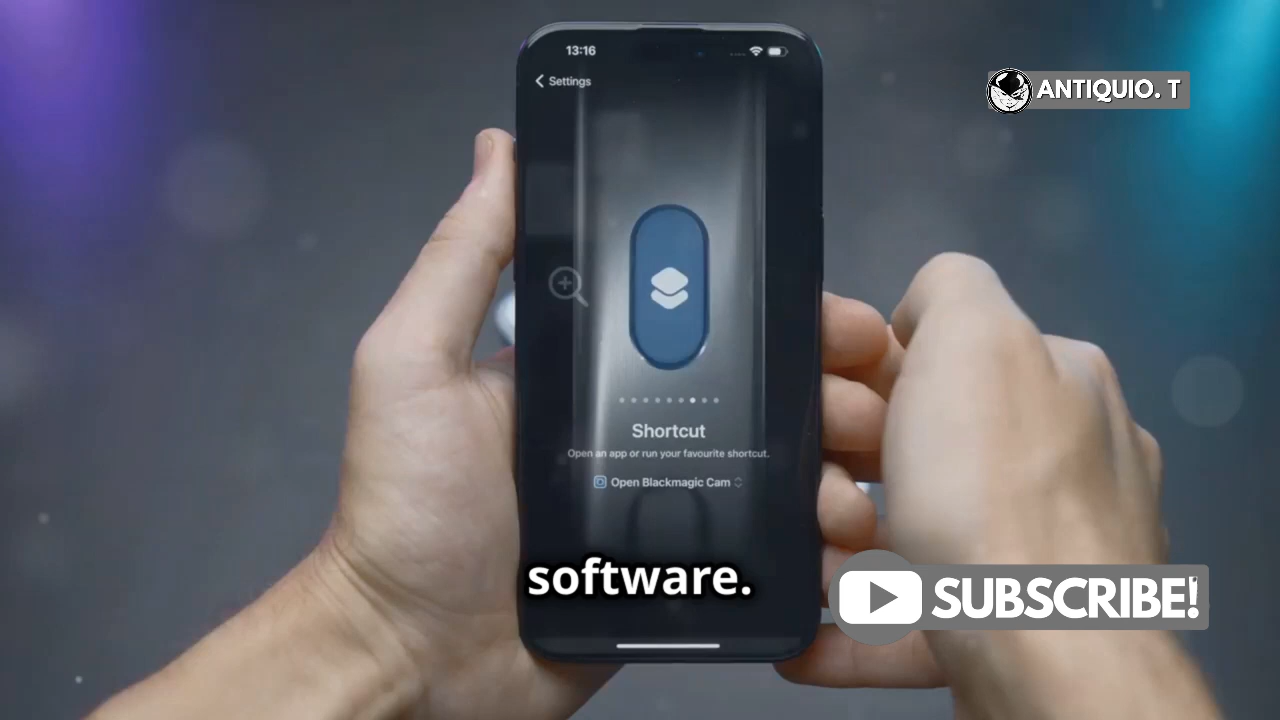 13:16
Settings
ANTIQUIO. T
Shortcut
Open an app or run your favourite shortcut.
Open Blackmagic Cam
software.
SUBSCRIBE!